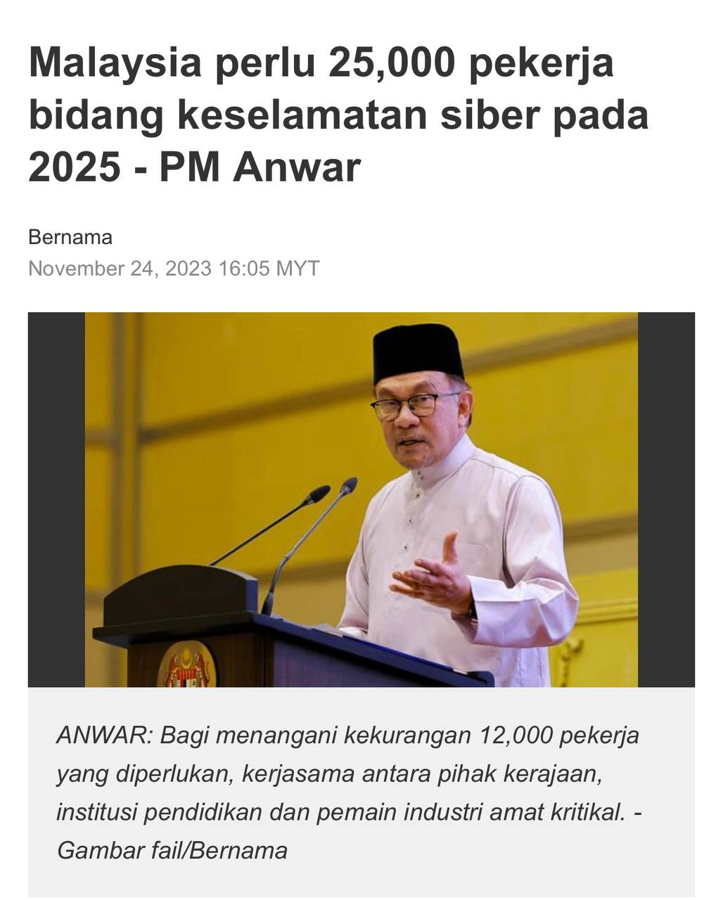 Malaysia perlu 25,000 pekerja
bidang keselamatan siber pada
2025 - PM Anwar
Bernama
November 24, 2023 16:05 MYT
ANWAR: Bagi menangani kekurangan 12,000 pekerja
yang diperlukan, kerjasama antara pihak kerajaan,
institusi pendidikan dan pemain industri amat kritikal. -
Gambar fail/Bernama